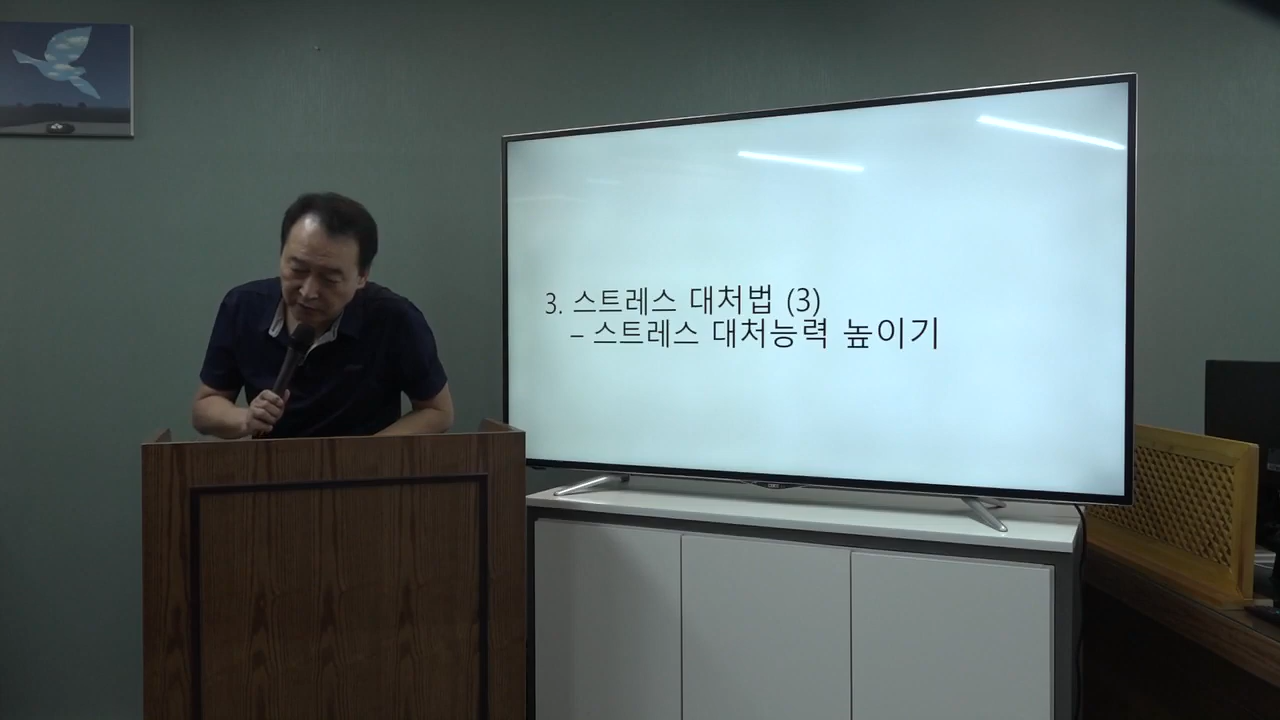 3. 스트레스 대처법 (3)
– 스트레스 대처능력 높이기